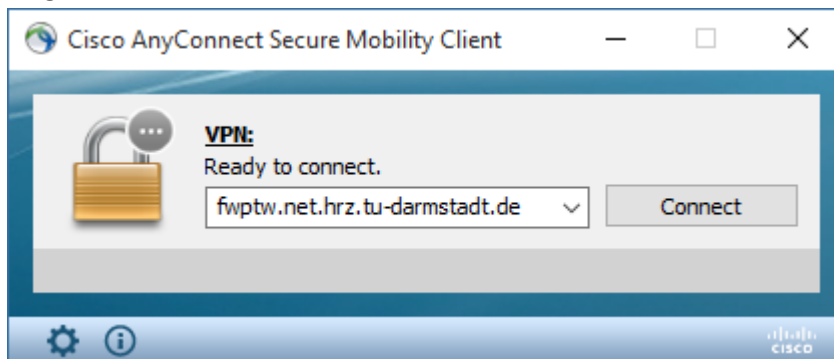 Cisco AnyConnect Secure Mobility Client
VPN:
Ready to connect.
fwptw.net.hrz.tu-darmstadt.de
Connect
CISCO